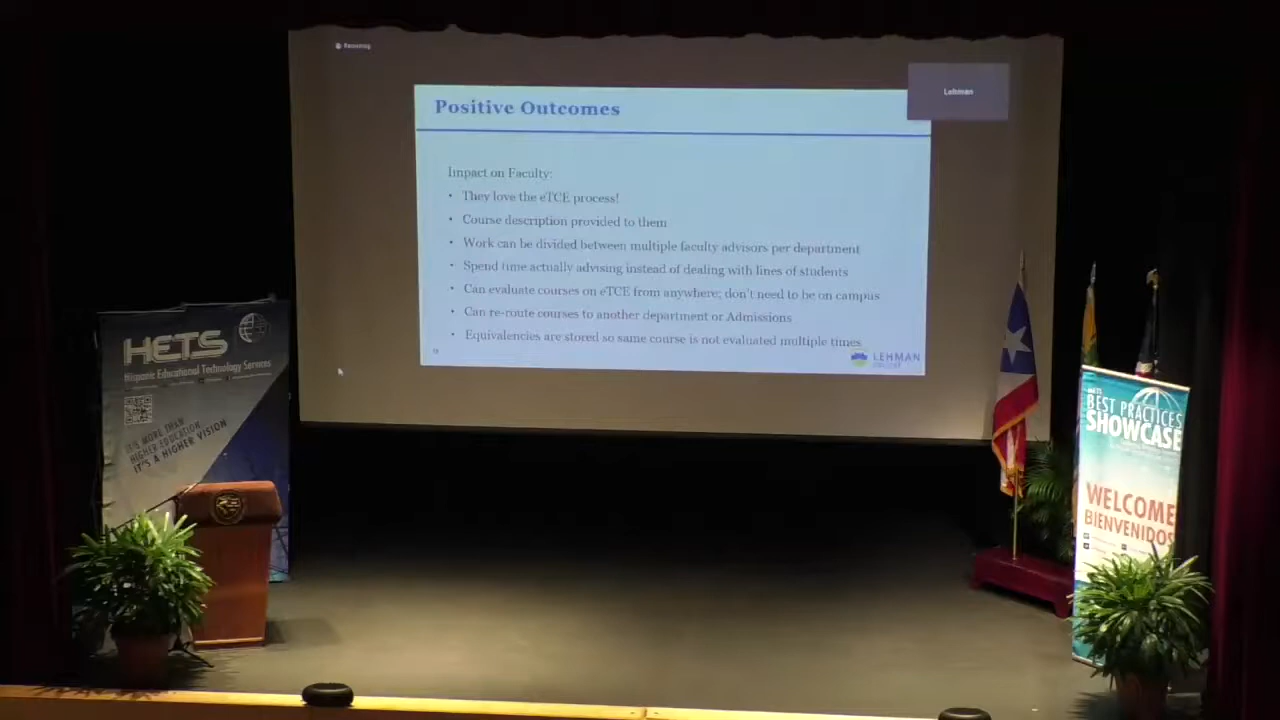 Recording
Lehman
Positive Outcomes
Impact on Faculty:
• They love the eTCE process!
• Course description provided to them
• Work can be divided between multiple faculty advisors per department
• Spend time actually advising instead of dealing with lines of students
• Can evaluate courses on eTCE from anywhere; don't need to be on campus
• Can re-route courses to another department or Admissions
• Equivalencies are stored so same course is not evaluated multiple times
LEHMAN
COLLEGE
HETS
Hispanic Educational Technology Services
IT IS MORE THAN
HIGHER EDUCATION,
IT'S A HIGHER VISION
HETS
BEST PRACTICES
SHOWCASE
WELCOME
BIENVENIDOS